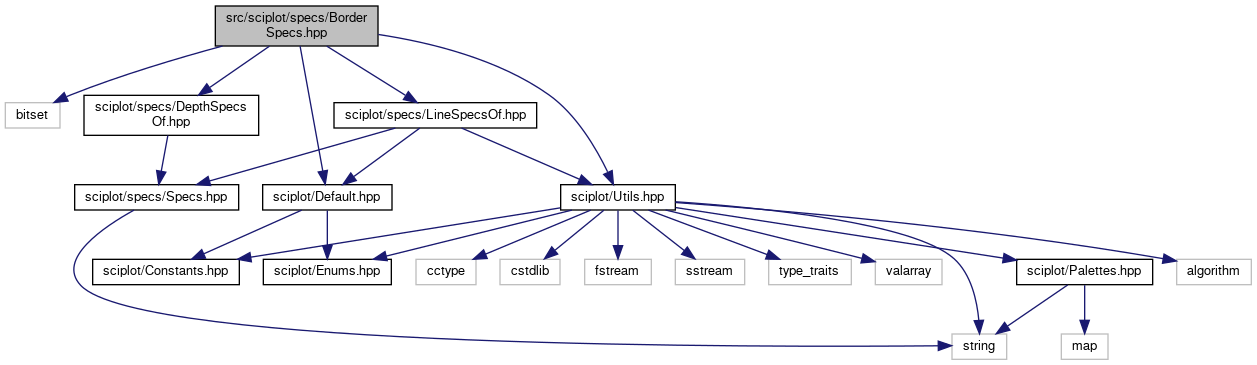 src/sciplot/specs/Border
Specs.hpp
bitset
sciplot/specs/DepthSpecs
Of.hpp
sciplot/specs/LineSpecsOf.hpp
sciplot/specs/Specs.hpp
sciplot/Default.hpp
sciplot/Utils.hpp
sciplot/Constants.hpp
sciplot/Enums.hpp
cctype
cstdlib
fstream
sstream
type_traits
valarray
sciplot/Palettes.hpp
algorithm
string
map